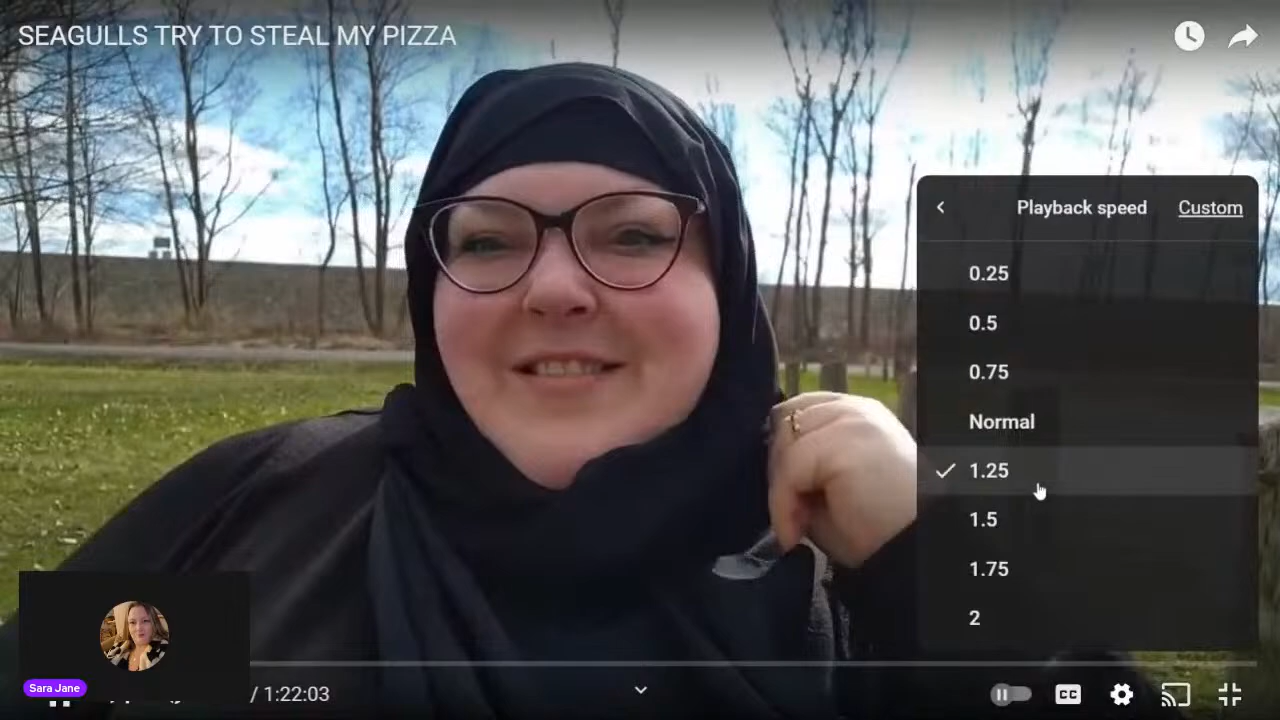 SEAGULLS TRY TO STEAL MY PIZZA
Playback speed Custom
0.25
0.5
0.75
Normal
1.25
1.5
1.75
2
Sara Jane
/ 1:22:03
CC